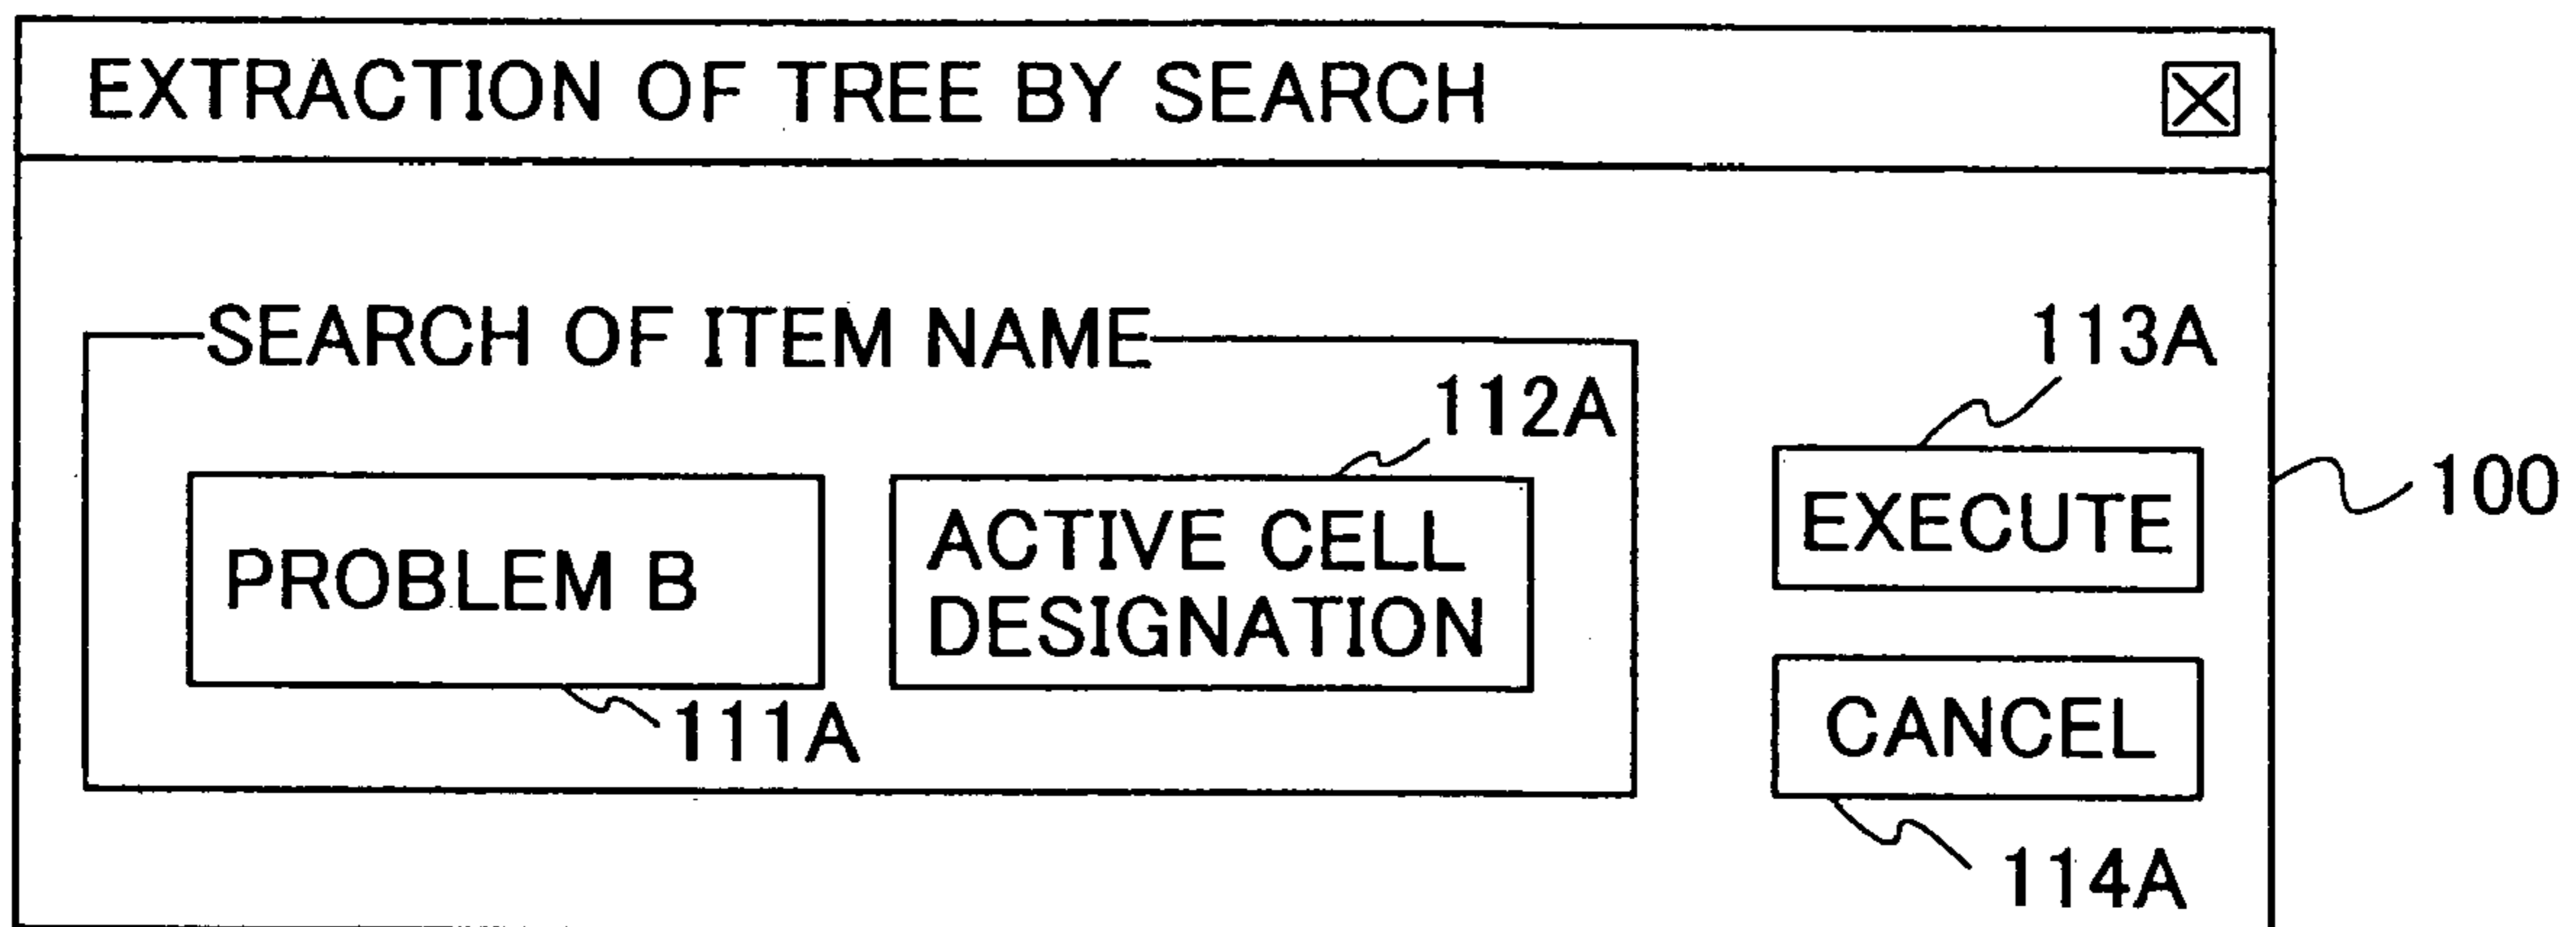 EXTRACTION OF TREE BY SEARCH
SEARCH OF ITEM NAME
113A
112A
100
PROBLEM B
ACTIVE CELL
DESIGNATION
EXECUTE
111A
CANCEL
114A